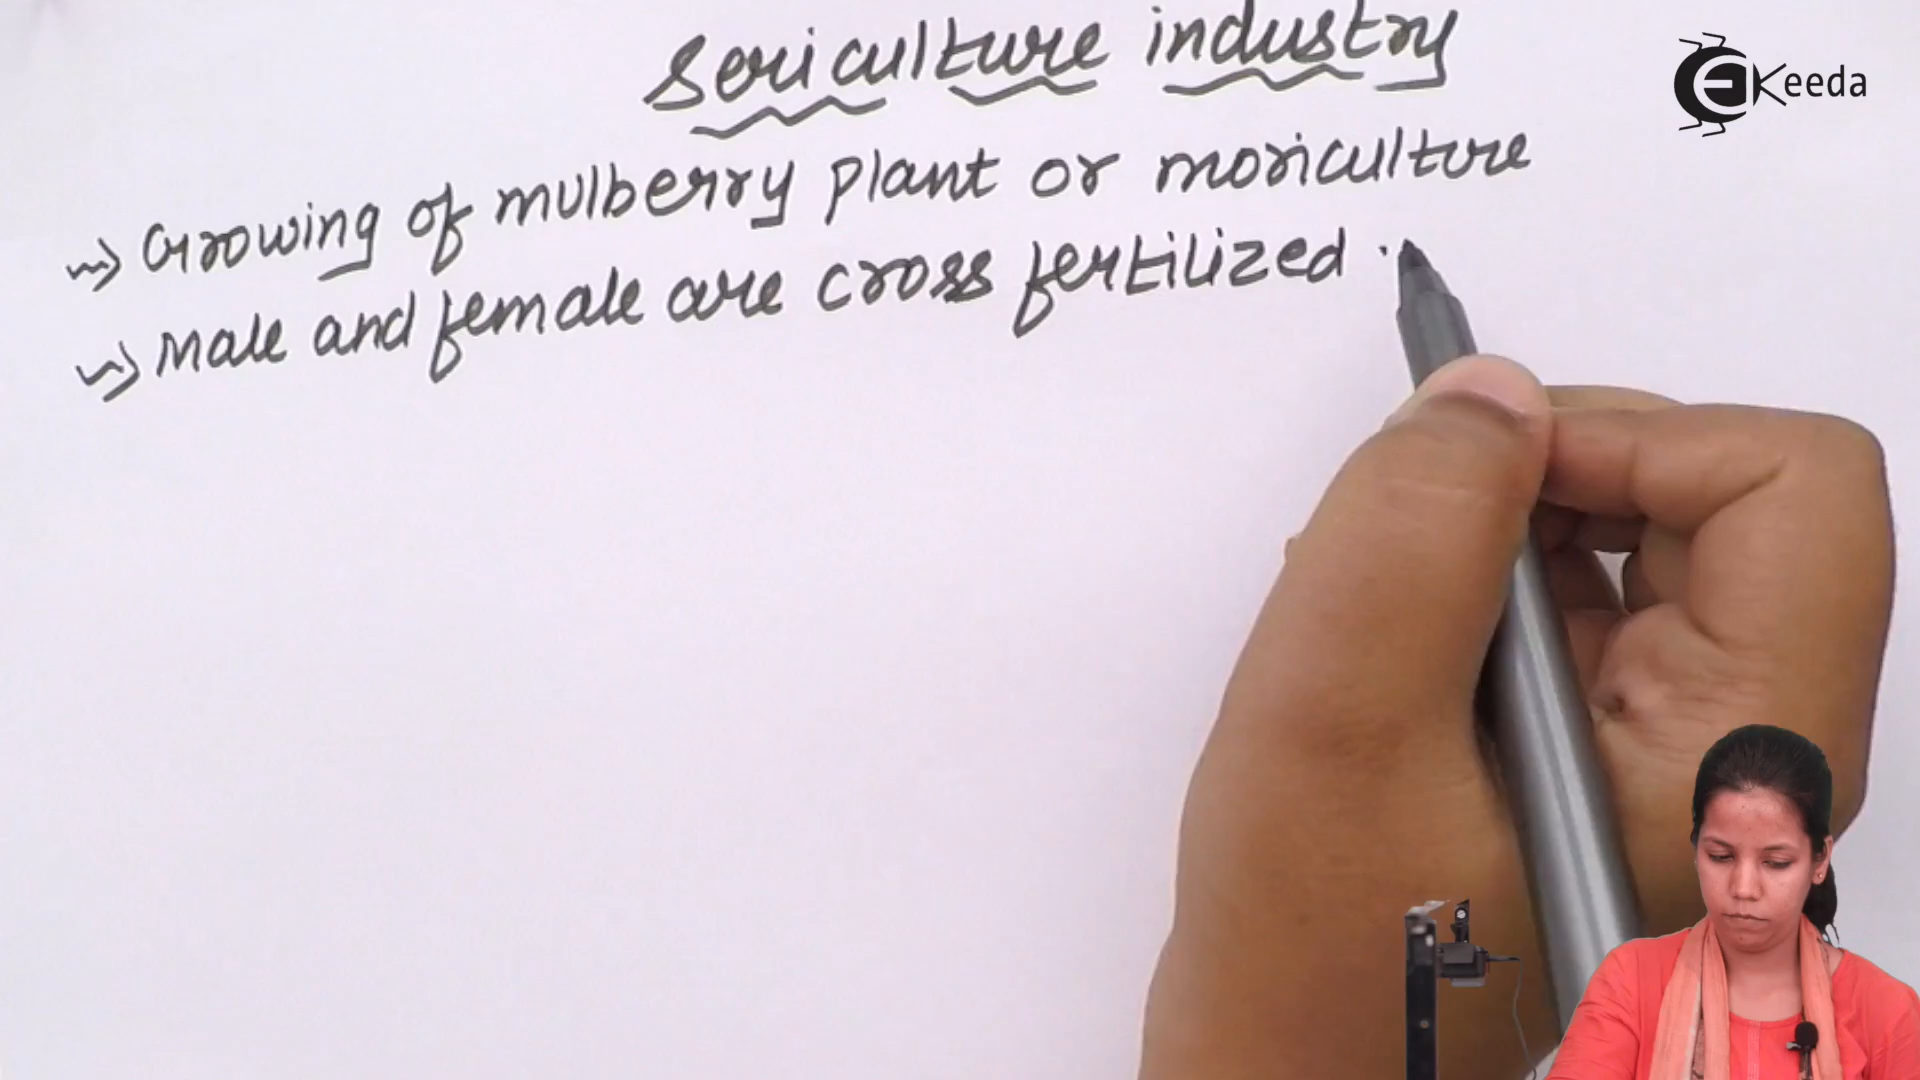 Sericulture industry
EKeeda
→ Growing of mulberry plant or moriculture
→ Male and female are cross fertilized .